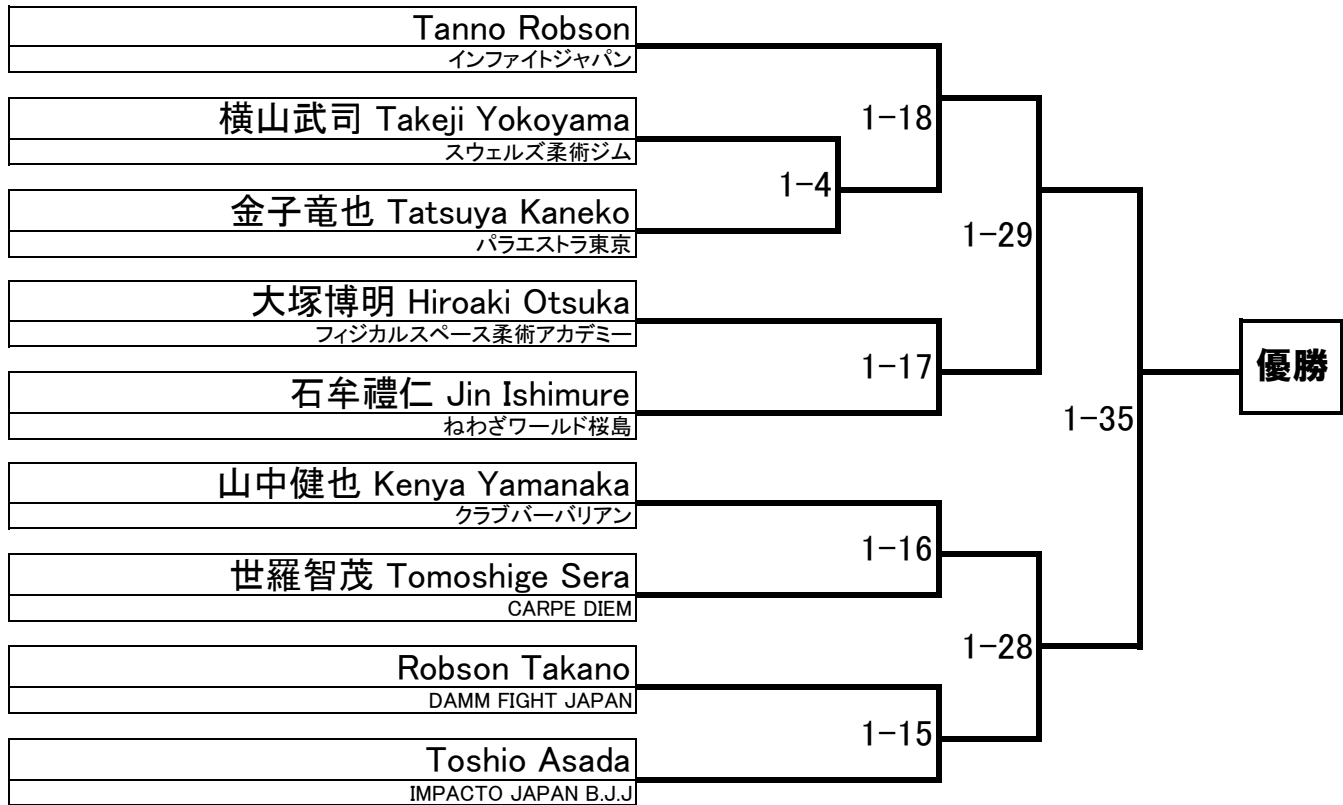 Tanno Robson
インファイトジャパン
横山武司 Takeji Yokoyama
スウェルズ柔術ジム
金子竜也 Tatsuya Kaneko
パラエストラ東京
大塚博明 Hiroaki Otsuka
フィジカルスペース柔術アカデミー
石牟禮仁 Jin Ishimure
ねわざワールド桜島
山中健也 Kenya Yamanaka
クラブバーバリアン
世羅智茂 Tomoshige Sera
CARPE DIEM
Robson Takano
DAMM FIGHT JAPAN
Toshio Asada
IMPACTO JAPAN B.J.J
1-4
1-18
1-17
1-16
1-15
1-29
1-28
1-35
優勝